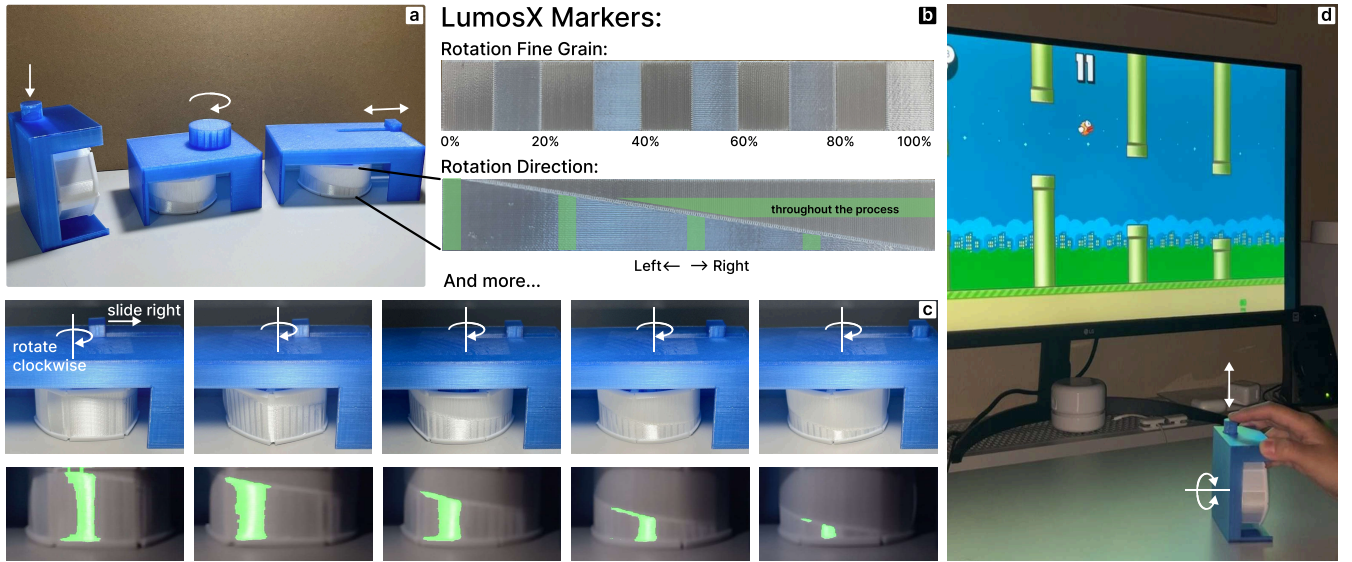 a
LumosX Markers:
b
Rotation Fine Grain:
0% 20% 40% 60% 80% 100%
Rotation Direction:
throughout the process
Left← → Right
And more...
slide right
rotate
clockwise
c
d
LG